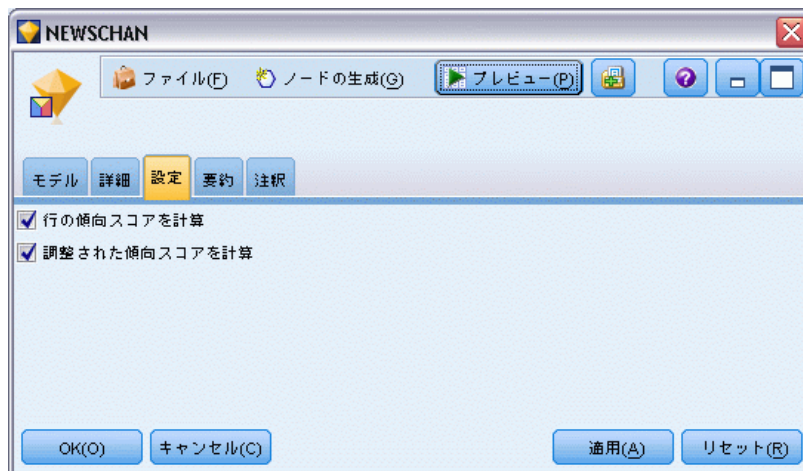 NEWSCHAN
ファイル(F) ノードの生成(G) プレビュー(P)
モデル 詳細 設定 要約 注釈
行の傾向スコアを計算
調整された傾向スコアを計算
OK(O) キャンセル(C) 適用(A) リセット(R)